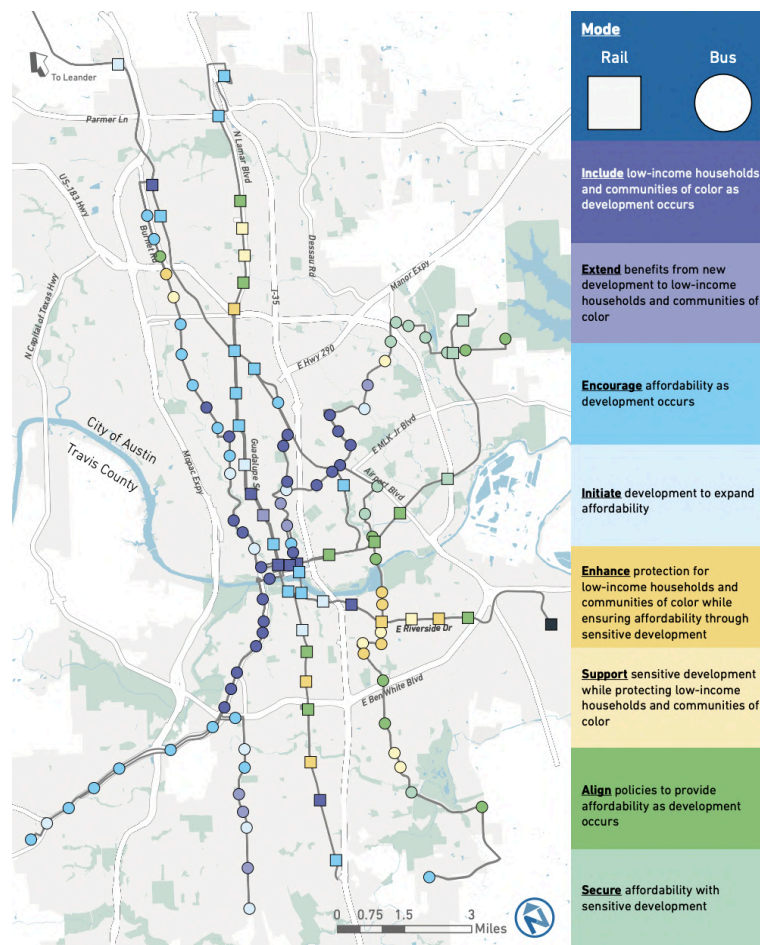 To Leander
Parmer Ln
N Lamar Blvd
US-183 Hwy
Burnet Rd
Dessau Rd
N Capital of Texas Hwy
I-35
Manor Expy
E Hwy 290
City of Austin
Travis County
Mopac Expy
Guadalupe St
E MLK Jr Blvd
Airport Blvd
E Riverside Dr
E Ben White Blvd
0 0.75 1.5 3
Miles
N
Mode
Rail Bus
Include low-income households
and communities of color as
development occurs
Extend benefits from new
development to low-income
households and communities of
color
Encourage affordability as
development occurs
Initiate development to expand
affordability
Enhance protection for
low-income households and
communities of color while
ensuring affordability through
sensitive development
Support sensitive development
while protecting low-income
households and communities of
color
Align policies to provide
affordability as development
occurs
Secure affordability with
sensitive development